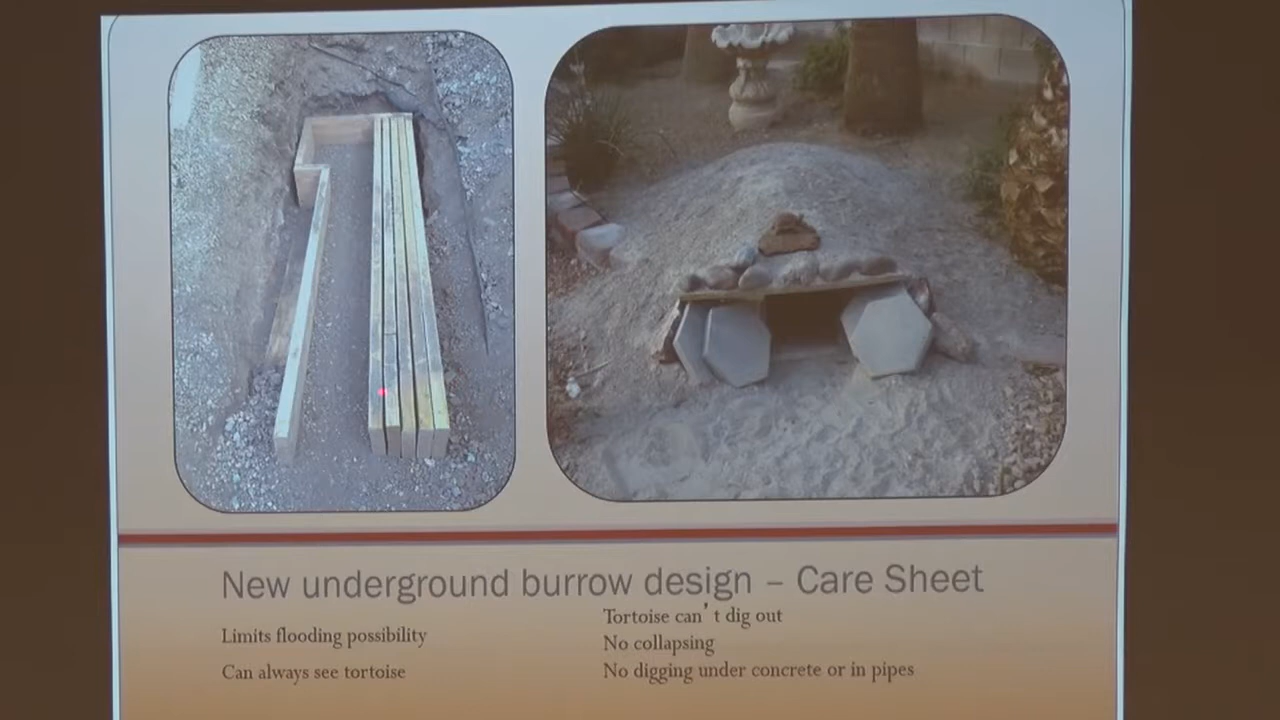 New underground burrow design – Care Sheet
Limits flooding possibility
Can always see tortoise
Tortoise can’t dig out
No collapsing
No digging under concrete or in pipes